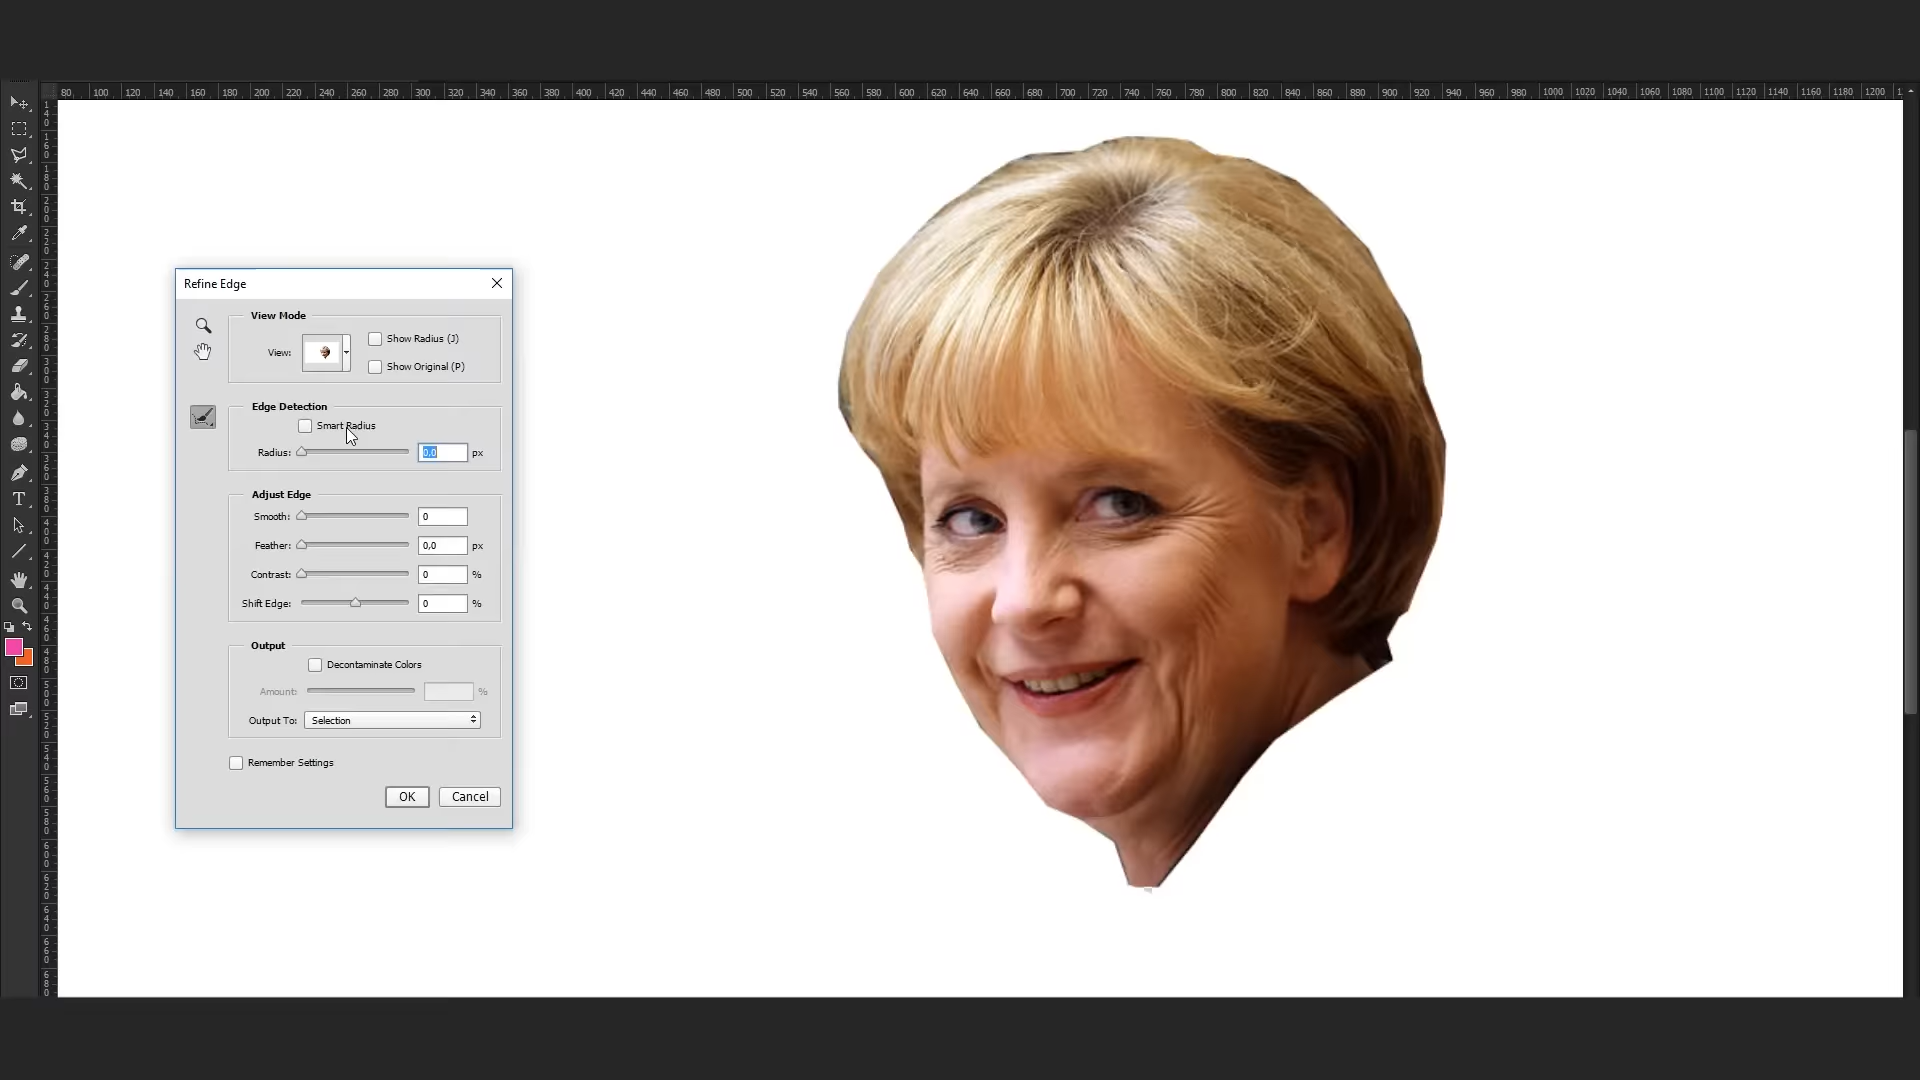 80 100 120 140 160 180 200 220 240 260 280 300 320 340 360 380 400 420 440 460 480 500 520 540 560 580 600 620 640 660 680 700 720 740 760 780 800 820 840 860 880 900 920 940 960 980 1000 1020 1040 1060 1080 1100 1120 1140 1160 1180 1200 1
Refine Edge
View Mode
View:
Show Radius (J)
Show Original (P)
Edge Detection
Smart Radius
Radius: 0,0 px
Adjust Edge
Smooth: 0
Feather: 0,0 px
Contrast: 0 %
Shift Edge: 0 %
Output
Decontaminate Colors
Amount: %
Output To: Selection
Remember Settings
OK Cancel